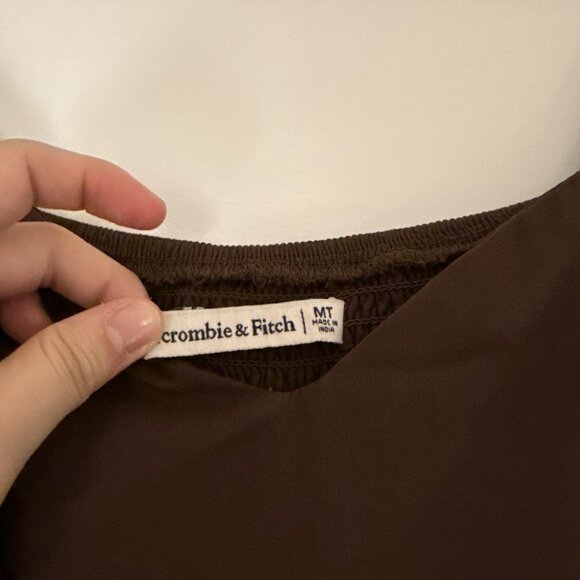 crombie & Fitch | MT
MADE IN
INDIA